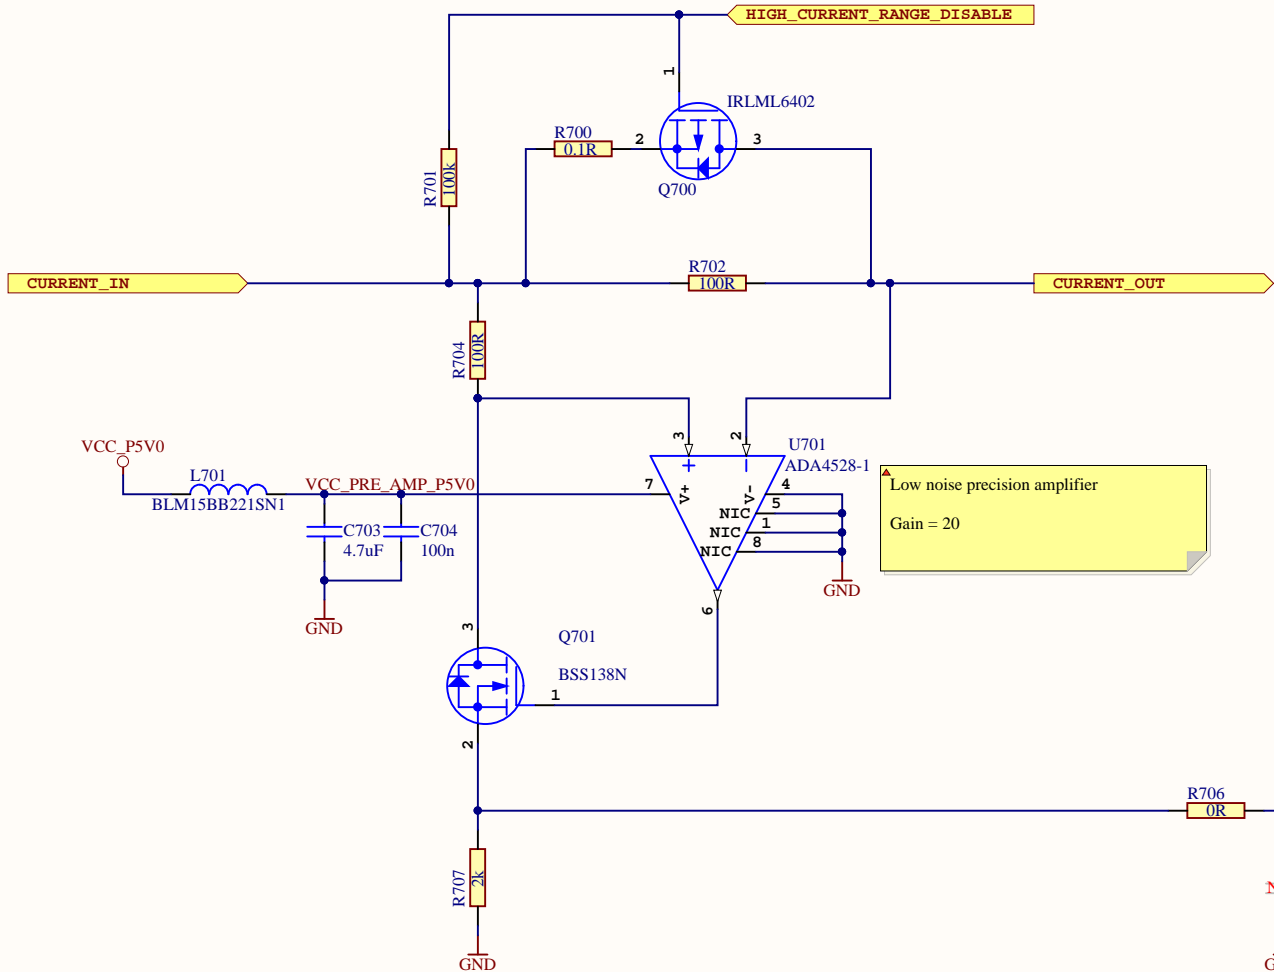 HIGH_CURRENT_RANGE_DISABLE
1
IRLML6402
R700
0.1R
2
3
Q700
R701
100k
CURRENT_IN
R702
100R
CURRENT_OUT
R704
100R
3
2
U701
ADA4528-1
VCC_P5V0
L701
BLM15BB221SN1
VCC_PRE_AMP_P5V0
7
V+
V-
4
NIC
5
NIC
1
NIC
8
Low noise precision amplifier
Gain = 20
C703
4.7uF
C704
100n
GND
GND
6
3
Q701
BSS138N
1
2
R706
0R
R707
2k
GND